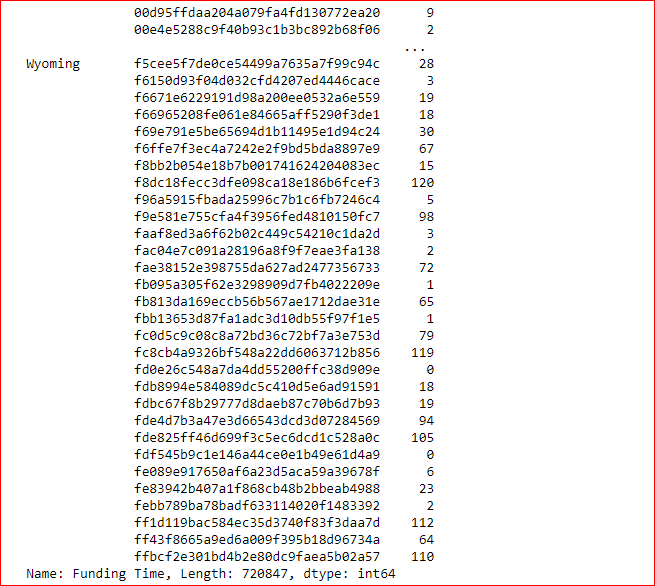 00d95ffdaa204a079fa4fd130772ea20 9
00e4e5288c9f40b93c1b3bc892b68f06 2
...
Wyoming f5cee5f7de0ce54499a7635a7f99c94c 28
f6150d93f04d032cfd4207ed4446cace 3
f6671e6229191d98a200ee0532a6e559 19
f66965208fe061e84665aff5290f3de1 18
f69e791e5be65694d1b11495e1d94c24 30
f6ffe7f3ec4a7242e2f9bd5bda8897e9 67
f8bb2b054e18b7b001741624204083ec 15
f8dc18fecc3dfe098ca18e186b6fcef3 120
f96a5915fbada25996c7b1c6fb7246c4 5
f9e581e755cfa4f3956fed4810150fc7 98
faaf8ed3a6f62b02c449c54210c1da2d 3
fac04e7c091a28196a8f9f7eae3fa138 2
fae38152e398755da627ad2477356733 72
fb095a305f62e3298909d7fb4022209e 1
fb813da169eccb56b567ae1712dae31e 65
fbb13653d87fa1adc3d10db55f97f1e5 1
fc0d5c9c08c8a72bd36c72bf7a3e753d 79
fc8cb4a9326bf548a22dd6063712b856 119
fd0e26c548a7da4dd55200ffc38d909e 0
fdb8994e584089dc5c410d5e6ad91591 18
fdbc67f8b29777d8daeb87c70b6d7b93 19
fde4d7b3a47e3d66543dcd3d07284569 94
fde825ff46d699f3c5ec6dcd1c528a0c 105
fdf545b9c1e146a44ce0e1b49e61d4a9 0
fe089e917650af6a23d5aca59a39678f 6
fe83942b407a1f868cb48b2bbeab4988 23
febb789ba78badf633114020f1483392 2
ff1d119bac584ec35d3740f83f3daa7d 112
ff43f8665a9ed6a009f395b18d96734a 64
ffbcf2e301bd4b2e80dc9faea5b02a57 110
Name: Funding Time, Length: 720847, dtype: int64